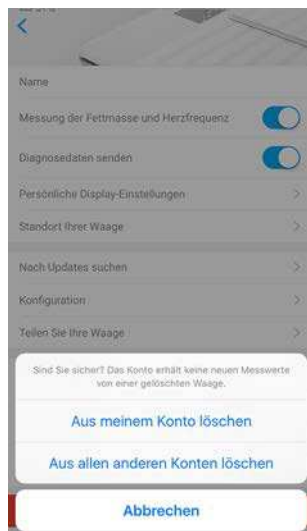 Name
Messung der Fettmasse und Herzfrequenz
Diagnosedaten senden
Persönliche Display-Einstellungen
Standort Ihrer Waage
Nach Updates suchen
Konfiguration
Teilen Sie Ihre Waage
Sind Sie sicher? Das Konto erhält keine neuen Messwerte
von einer gelöschten Waage.
Aus meinem Konto löschen
Aus allen anderen Konten löschen
Abbrechen